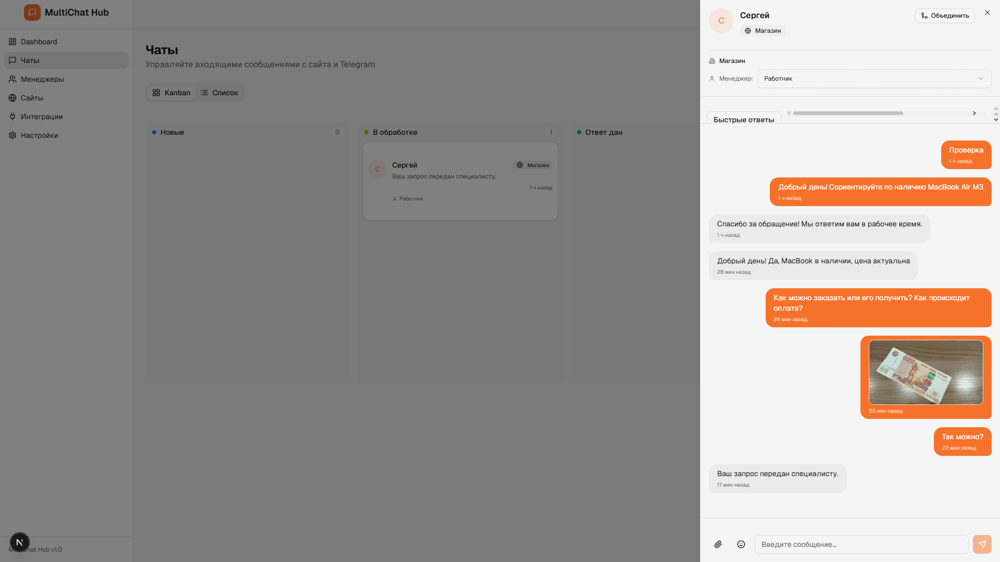 MultiChat Hub
Dashboard
Чаты
Менеджеры
Сайты
Интеграции
Настройки
Чаты
Управляйте входящими сообщениями с сайта и Telegram
Kanban
Список
Новые
0
В обработке
1
С
Сергей
Магазин
Ваш запрос передан специалисту.
1 ч назад
Работник
Ответ дан
С
Сергей
Магазин
Объединить
Магазин
Менеджер:
Работник
Быстрые ответы
Проверка
1 ч назад
Добрый день! Сориентируйте по наличию MacBook Air M3
1 ч назад
Спасибо за обращение! Мы ответим вам в рабочее время.
1 ч назад
Добрый день! Да, MacBook в наличии, цена актуальна
28 мин назад
Как можно заказать или его получить? Как происходит
оплата?
24 мин назад
5000
22 мин назад
Так можно?
22 мин назад
Ваш запрос передан специалисту.
17 мин назад
Введите сообщение...
N
Hub v1.0